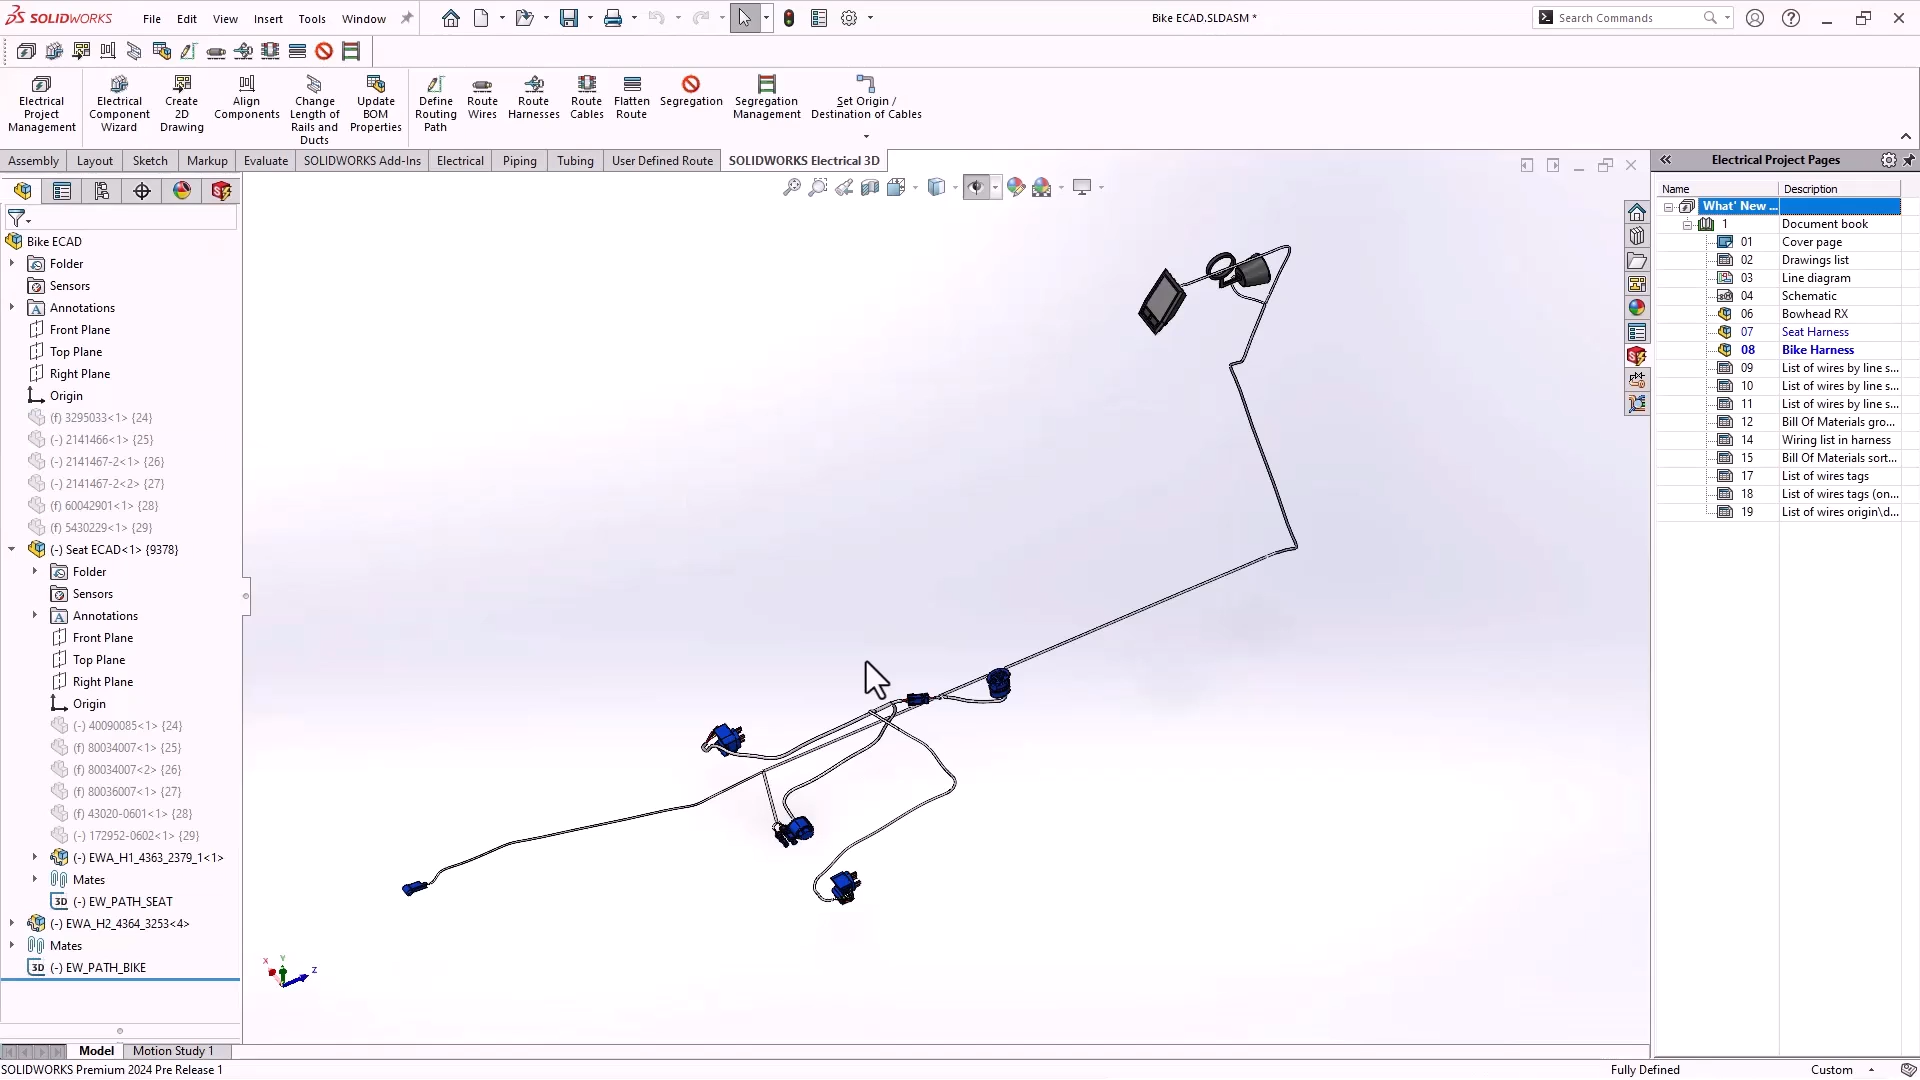 SOLIDWORKS
File Edit View Insert Tools Window
Bike ECAD.SLDASM *
Search Commands
Electrical Project Management
Electrical Component Wizard
Create 2D Drawing
Align Components
Change Length of Rails and Ducts
Update BOM Properties
Define Routing Path
Route Wires
Route Harnesses
Route Cables
Flatten Route
Segregation
Segregation Management
Set Origin / Destination of Cables
Assembly Layout Sketch Markup Evaluate SOLIDWORKS Add-Ins Electrical Piping Tubing User Defined Route SOLIDWORKS Electrical 3D
Bike ECAD
Folder
Sensors
Annotations
Front Plane
Top Plane
Right Plane
Origin
(f) 3295033<1> {24}
(-) 2141466<1> {25}
(-) 2141467-2<1> {26}
(-) 2141467-2<2> {27}
(f) 60042901<1> {28}
(f) 5430229<1> {29}
(-) Seat ECAD<1> {9378}
Folder
Sensors
Annotations
Front Plane
Top Plane
Right Plane
Origin
(-) 40090085<1> {24}
(f) 80034007<1> {25}
(f) 80034007<2> {26}
(f) 80036007<1> {27}
(f) 43020-0601<1> {28}
(-) 172952-0602<1> {29}
(-) EWA_H1_4363_2379_1<1>
Mates
3D (-) EW_PATH_SEAT
(-) EWA_H2_4364_3253<4>
Mates
3D (-) EW_PATH_BIKE
X Y Z
Electrical Project Pages
Name Description
What' New ...
1 Document book
01 Cover page
02 Drawings list
03 Line diagram
04 Schematic
06 Bowhead RX
07 Seat Harness
08 Bike Harness
09 List of wires by line s...
10 List of wires by line s...
11 List of wires by line s...
12 Bill Of Materials gro...
14 Wiring list in harness
15 Bill Of Materials sort...
17 List of wires tags
18 List of wires tags (on...
19 List of wires origin\d...
Model Motion Study 1
SOLIDWORKS Premium 2024 Pre Release 1
Fully Defined
Custom